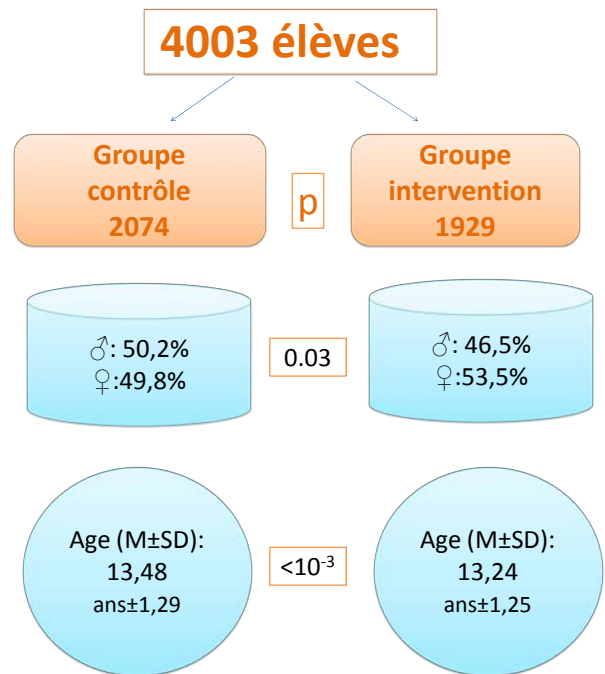 4003 élèves
Groupe
contrôle
2074
p
Groupe
intervention
1929
♂: 50,2%
♀:49,8%
0.03
♂: 46,5%
♀:53,5%
Age (M±SD):
13,48
ans±1,29
<10⁻³
Age (M±SD):
13,24
ans±1,25